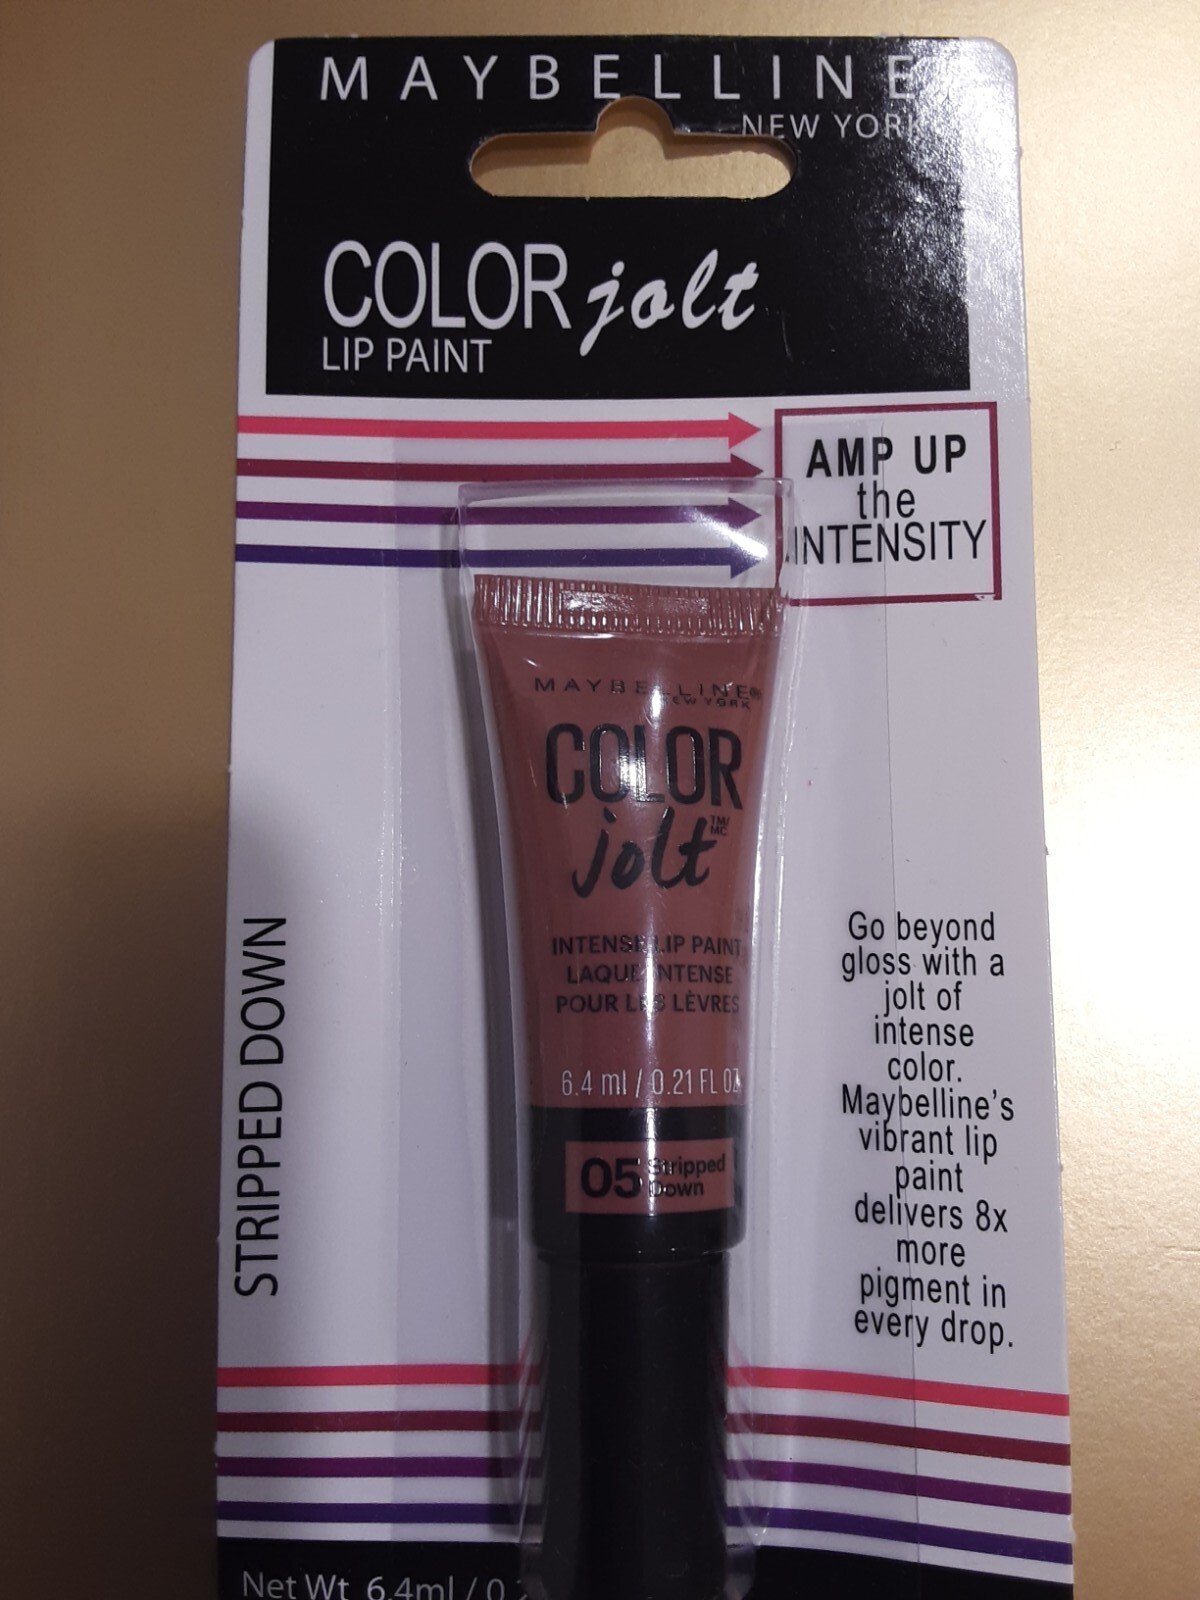 MAYBELLINE
NEW YORK
COLOR jolt
LIP PAINT
AMP UP
the
INTENSITY
MAYBELLINE®
NEW YORK
COLOR
jolt TM/
MC
INTENSE LIP PAINT
LAQUE INTENSE
POUR LES LÈVRES
6.4 ml / 0.21 FL OZ
05 Stripped
Down
STRIPPED DOWN
Go beyond
gloss with a
jolt of
intense
color.
Maybelline's
vibrant lip
paint
delivers 8x
more
pigment in
every drop.
Net Wt 6.4ml /